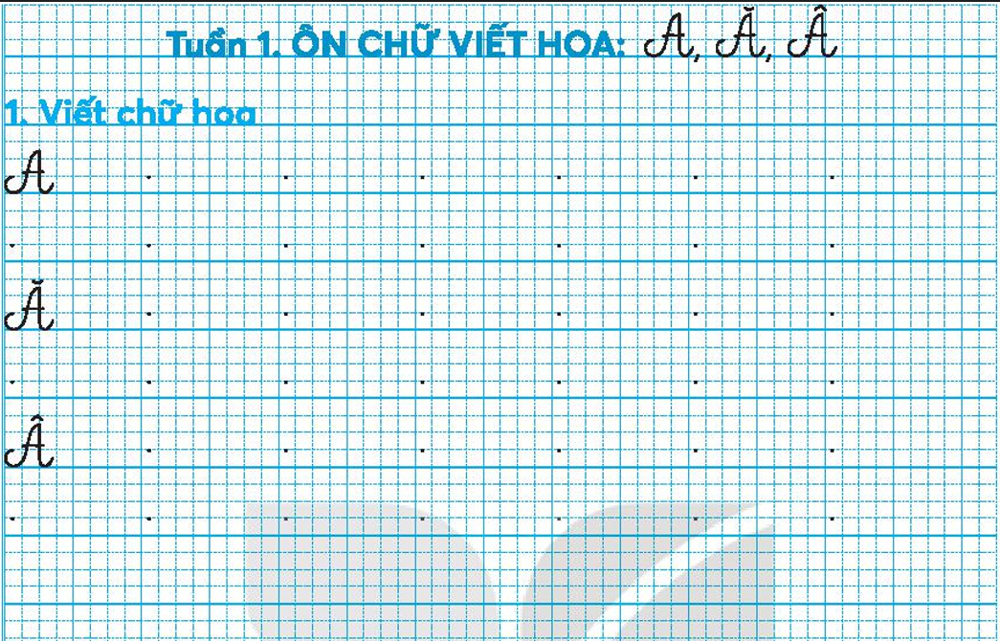 Tuần 1. ÔN CHỮ VIẾT HOA: A, Ă, Â
1. Viết chữ hoa
A
Ă
Â